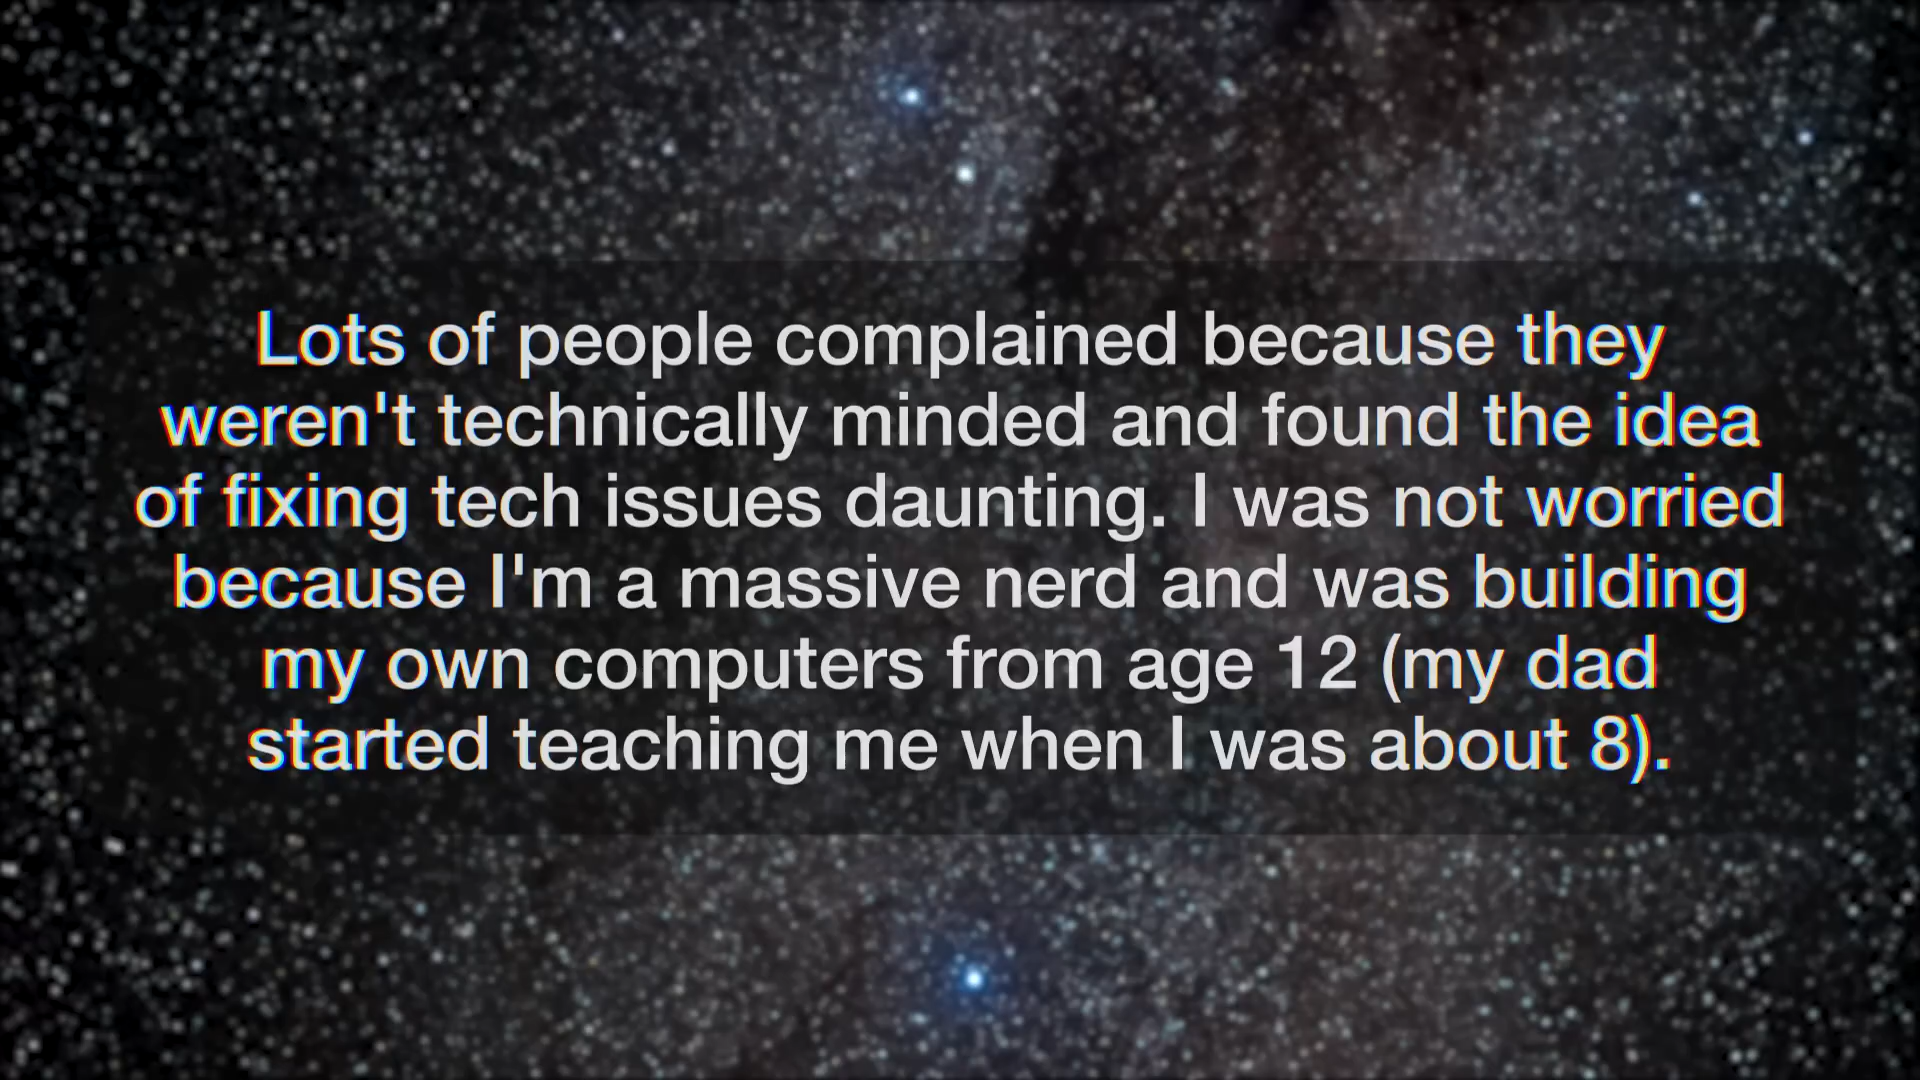 Lots of people complained because they
weren't technically minded and found the idea
of fixing tech issues daunting. I was not worried
because I'm a massive nerd and was building
my own computers from age 12 (my dad
started teaching me when I was about 8).